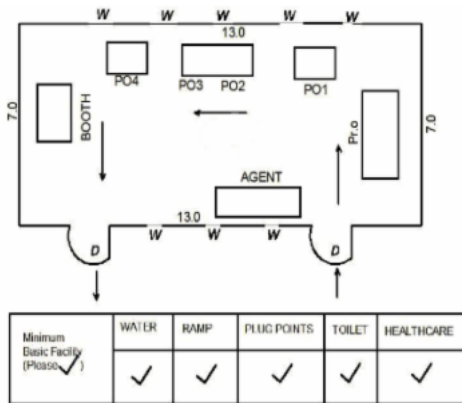 W W W W W
13.0
PO4 PO3 PO2 PO1
7.0 BOOTH Pr.o 7.0
AGENT
13.0
D W W W D
Minimum
Basic Facility
(Please ✓)
WATER RAMP PLUG POINTS TOILET HEALTHCARE
✓ ✓ ✓ ✓ ✓